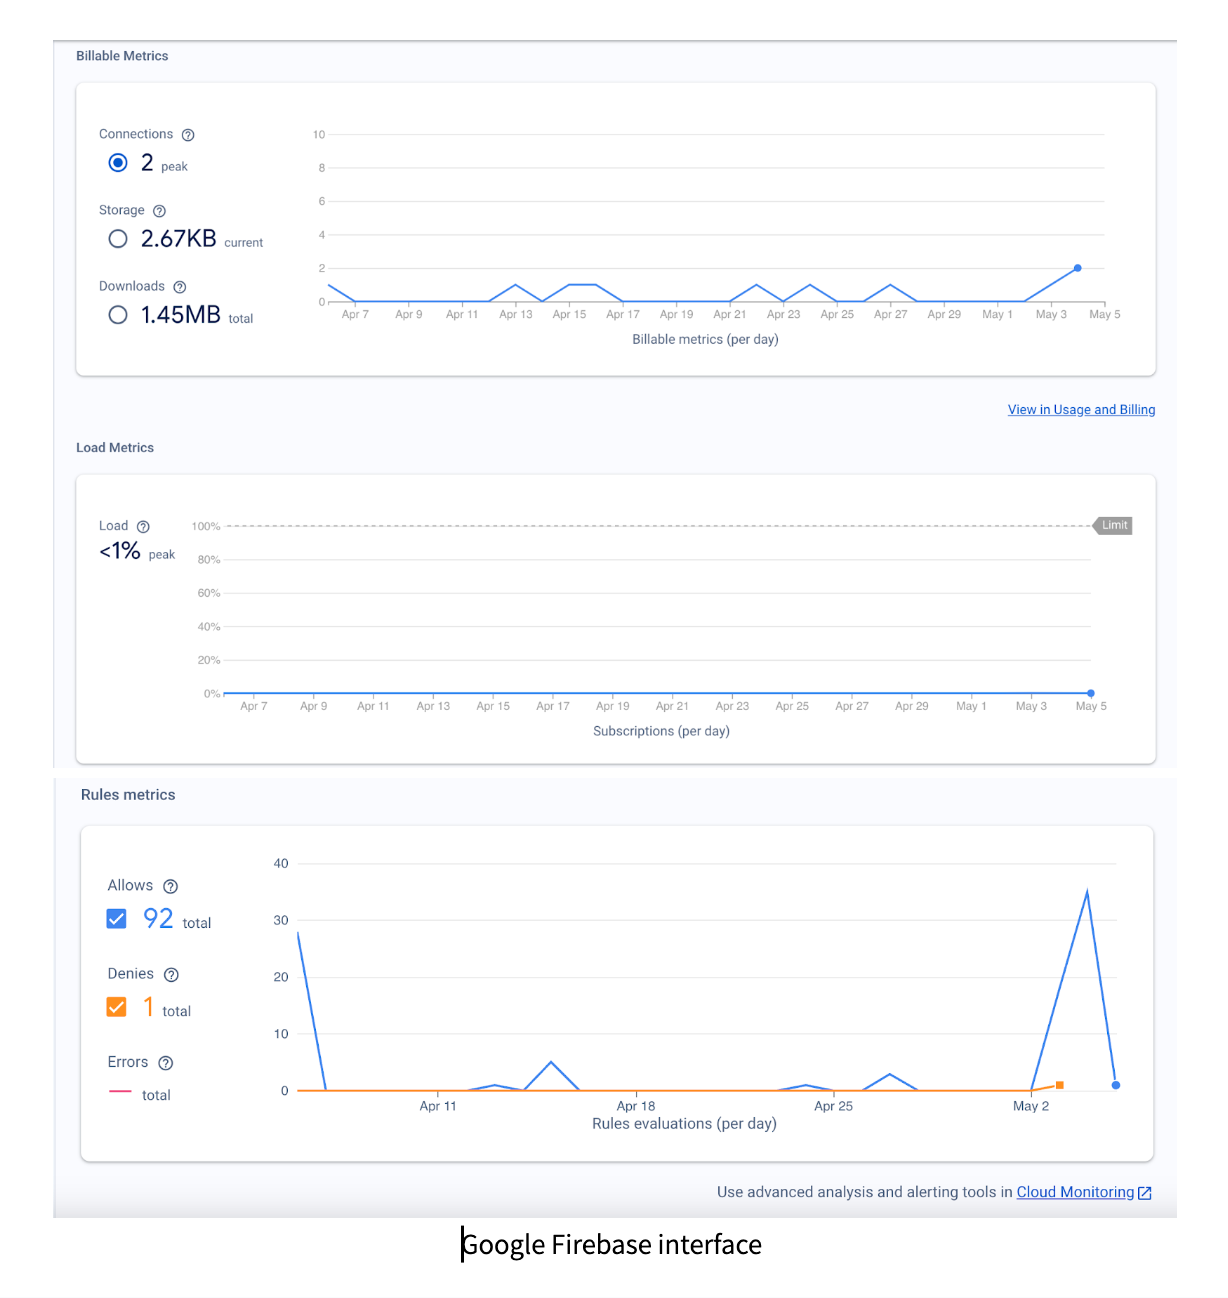 Billable Metrics
Connections
2 peak
Storage
2.67KB current
Downloads
1.45MB total
10
8
6
4
2
0
Apr 7 Apr 9 Apr 11 Apr 13 Apr 15 Apr 17 Apr 19 Apr 21 Apr 23 Apr 25 Apr 27 Apr 29 May 1 May 3 May 5
Billable metrics (per day)
View in Usage and Billing
Load Metrics
Load
<1% peak
100%
80%
60%
40%
20%
0%
Limit
Apr 7 Apr 9 Apr 11 Apr 13 Apr 15 Apr 17 Apr 19 Apr 21 Apr 23 Apr 25 Apr 27 Apr 29 May 1 May 3 May 5
Subscriptions (per day)
Rules metrics
Allows
92 total
Denies
1 total
Errors
— total
40
30
20
10
0
Apr 11 Apr 18 Apr 25 May 2
Rules evaluations (per day)
Use advanced analysis and alerting tools in Cloud Monitoring
Google Firebase interface